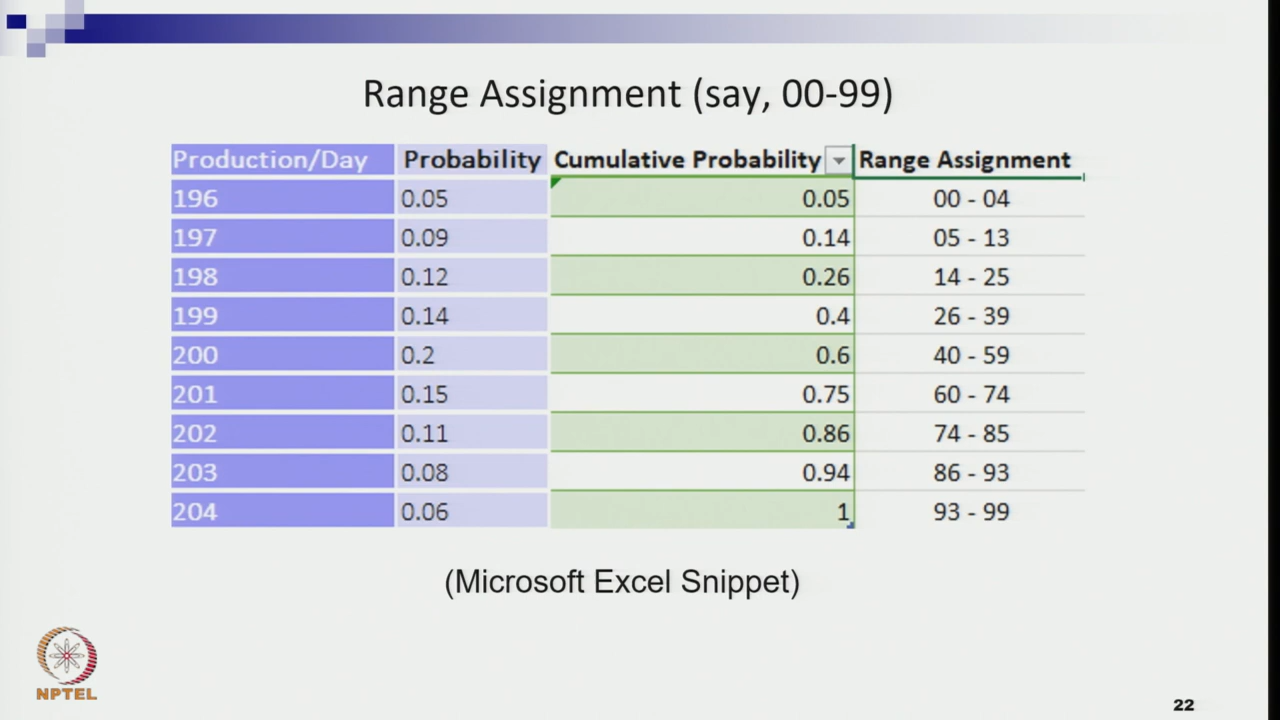 Range Assignment (say, 00-99)
Production/Day Probability Cumulative Probability Range Assignment
196 0.05 0.05 00 - 04
197 0.09 0.14 05 - 13
198 0.12 0.26 14 - 25
199 0.14 0.4 26 - 39
200 0.2 0.6 40 - 59
201 0.15 0.75 60 - 74
202 0.11 0.86 74 - 85
203 0.08 0.94 86 - 93
204 0.06 1 93 - 99
(Microsoft Excel Snippet)
NPTEL
22